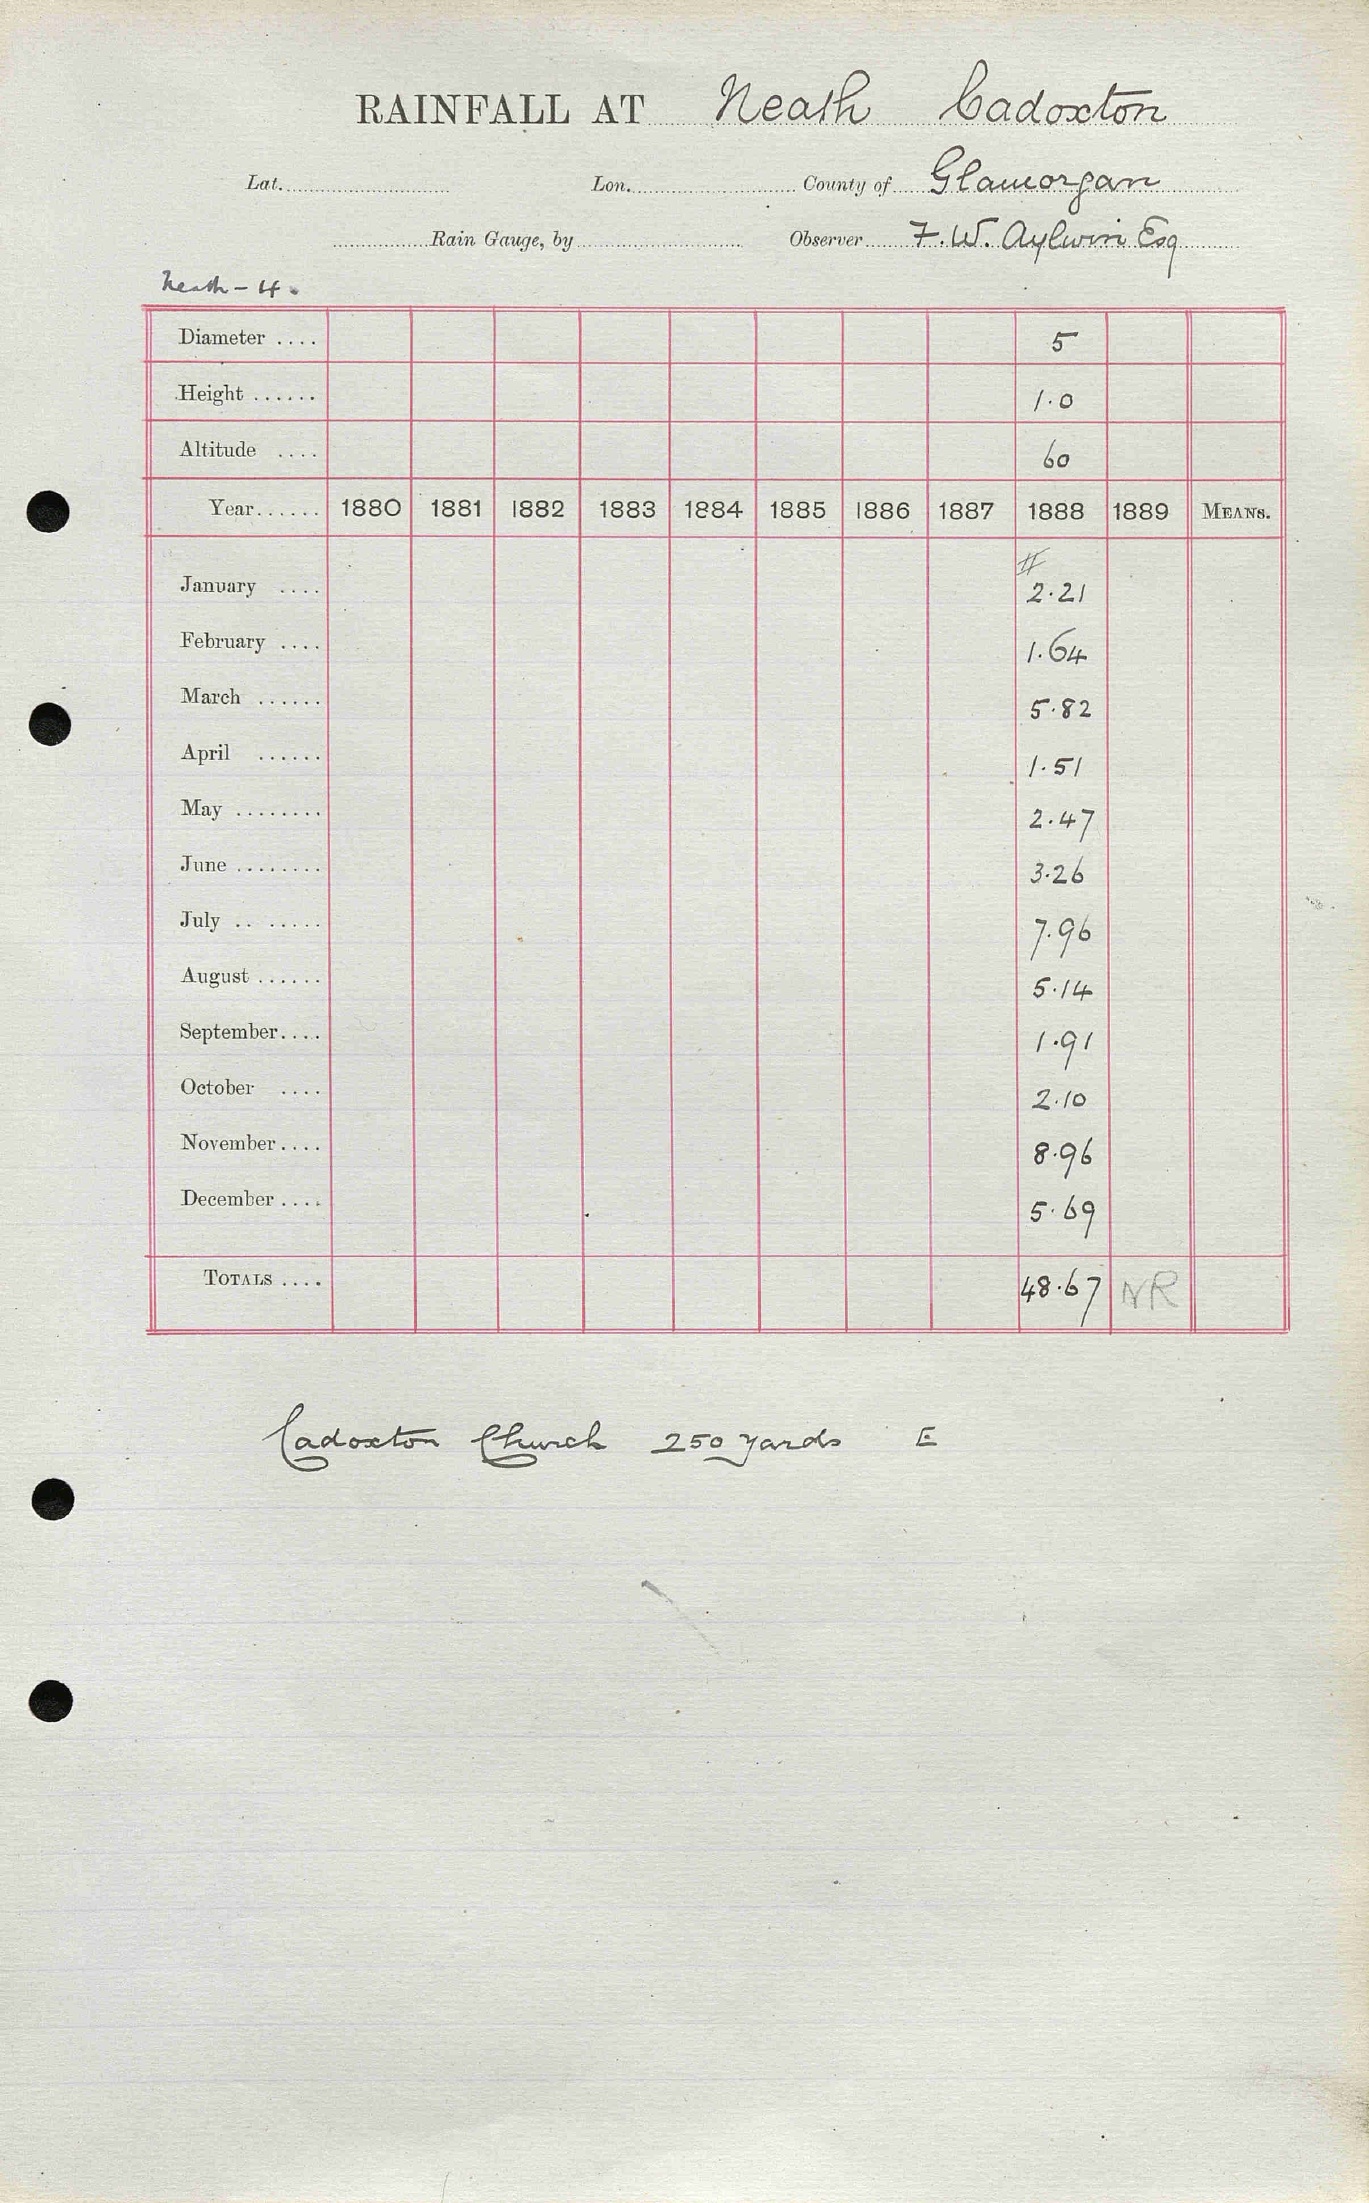 RAINFALL AT Neath Cadoxton
Lat. Lon. County of Glamorgan
Rain Gauge, by Observer F. W. Aylwin Esq
Neath - 4.
Diameter .... 5
Height ...... 1.0
Altitude .... 60
Year...... 1880 1881 1882 1883 1884 1885 1886 1887 1888 1889 MEANS.
#
January .... 2.21
February .... 1.64
March ...... 5.82
April ...... 1.51
May ........ 2.47
June ........ 3.26
July .. ..... 7.96
August ...... 5.14
September.... 1.91
October .... 2.10
November.... 8.96
December .... 5.69
TOTALS .... 48.67 NR
Cadoxton Church 250 yards E